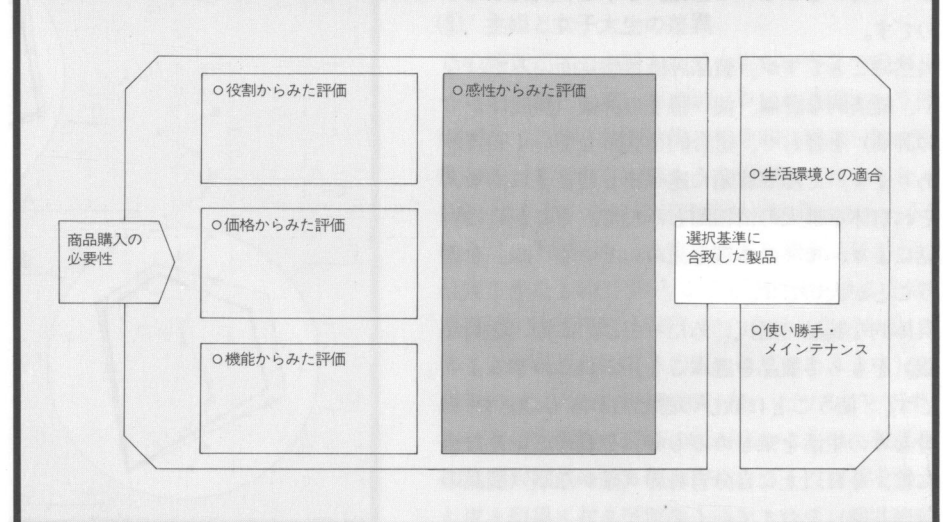 商品購入の
必要性
○役割からみた評価
○価格からみた評価
○機能からみた評価
○感性からみた評価
○生活環境との適合
選択基準に
合致した製品
○使い勝手・
メインテナンス